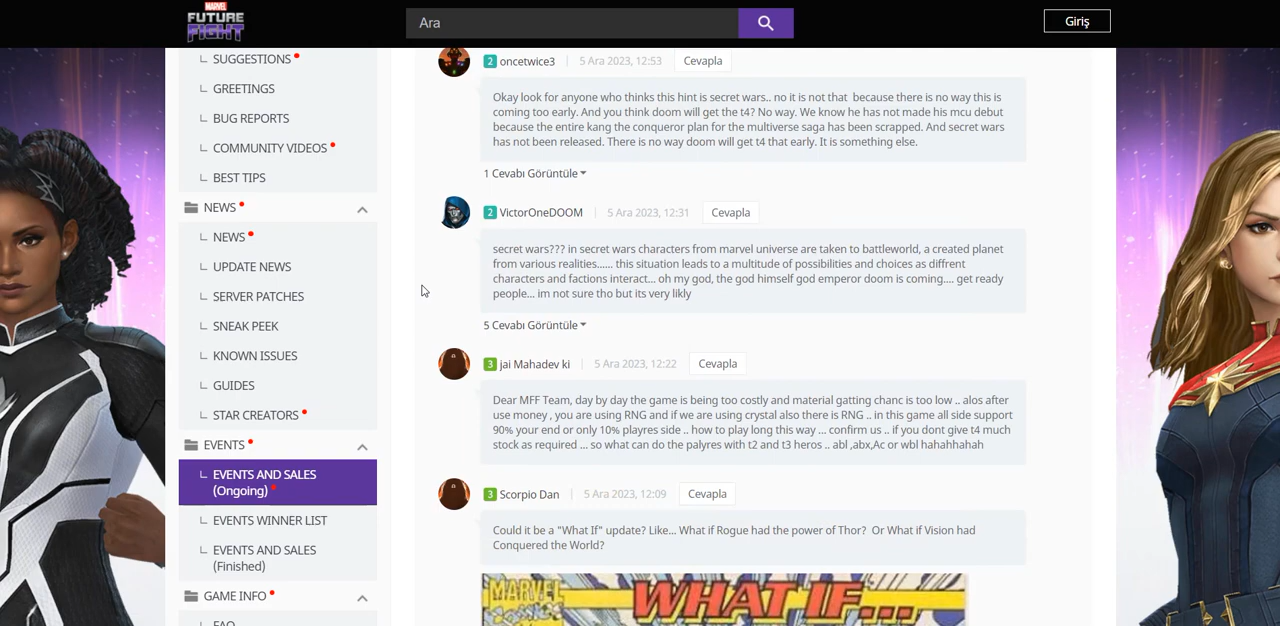 MARVEL
FUTURE
FIGHT
Ara
Giriş
SUGGESTIONS
GREETINGS
BUG REPORTS
COMMUNITY VIDEOS
BEST TIPS
NEWS
NEWS
UPDATE NEWS
SERVER PATCHES
SNEAK PEEK
KNOWN ISSUES
GUIDES
STAR CREATORS
EVENTS
EVENTS AND SALES
(Ongoing)
EVENTS WINNER LIST
EVENTS AND SALES
(Finished)
GAME INFO
FAQ
2 oncetwice3 | 5 Ara 2023, 12:53 Cevapla
Okay look for anyone who thinks this hint is secret wars.. no it is not that because there is no way this is
coming too early. And you think doom will get the t4? No way. We know he has not made his mcu debut
because the entire kang the conqueror plan for the multiverse saga has been scrapped. And secret wars
has not been released. There is no way doom will get t4 that early. It is something else.
1 Cevabı Görüntüle
2 VictorOneDOOM | 5 Ara 2023, 12:31 Cevapla
secret wars??? in secret wars characters from marvel universe are taken to battleworld, a created planet
from various realities...... this situation leads to a multitude of possibilities and choices as diffrent
characters and factions interact... oh my god, the god himself god emperor doom is coming.... get ready
people... im not sure tho but its very likly
5 Cevabı Görüntüle
3 jai Mahadev ki | 5 Ara 2023, 12:22 Cevapla
Dear MFF Team, day by day the game is being too costly and material gatting chanc is too low .. alos after
use money , you are using RNG and if we are using crystal also there is RNG .. in this game all side support
90% your end or only 10% playres side .. how to play long this way ... confirm us .. if you dont give t4 much
stock as required ... so what can do the palyres with t2 and t3 heros .. abl ,abx,Ac or wbl hahahhahah
3 Scorpio Dan | 5 Ara 2023, 12:09 Cevapla
Could it be a "What If" update? Like... What if Rogue had the power of Thor? Or What if Vision had
Conquered the World?
MARVEL
WHAT IF...